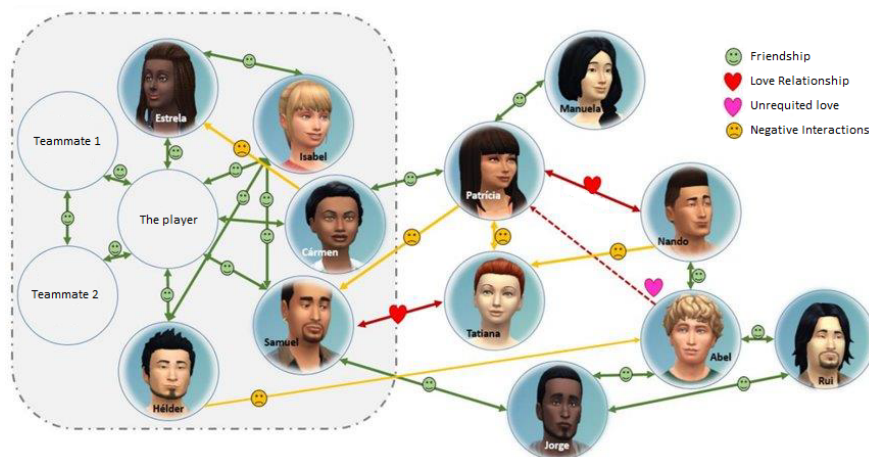 Friendship
Love Relationship
Unrequited love
Negative Interactions
Estrela
Isabel
Manuela
Teammate 1
Patrícia
The player
Cármen
Nando
Teammate 2
Samuel
Tatiana
Abel
Rui
Hélder
Jorge